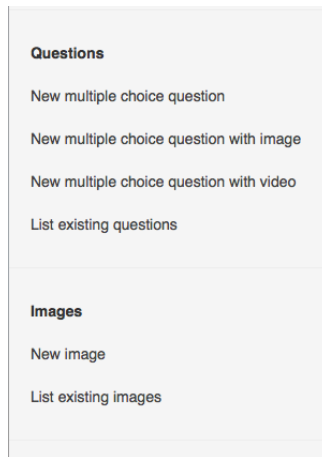 Questions
New multiple choice question
New multiple choice question with image
New multiple choice question with video
List existing questions
Images
New image
List existing images